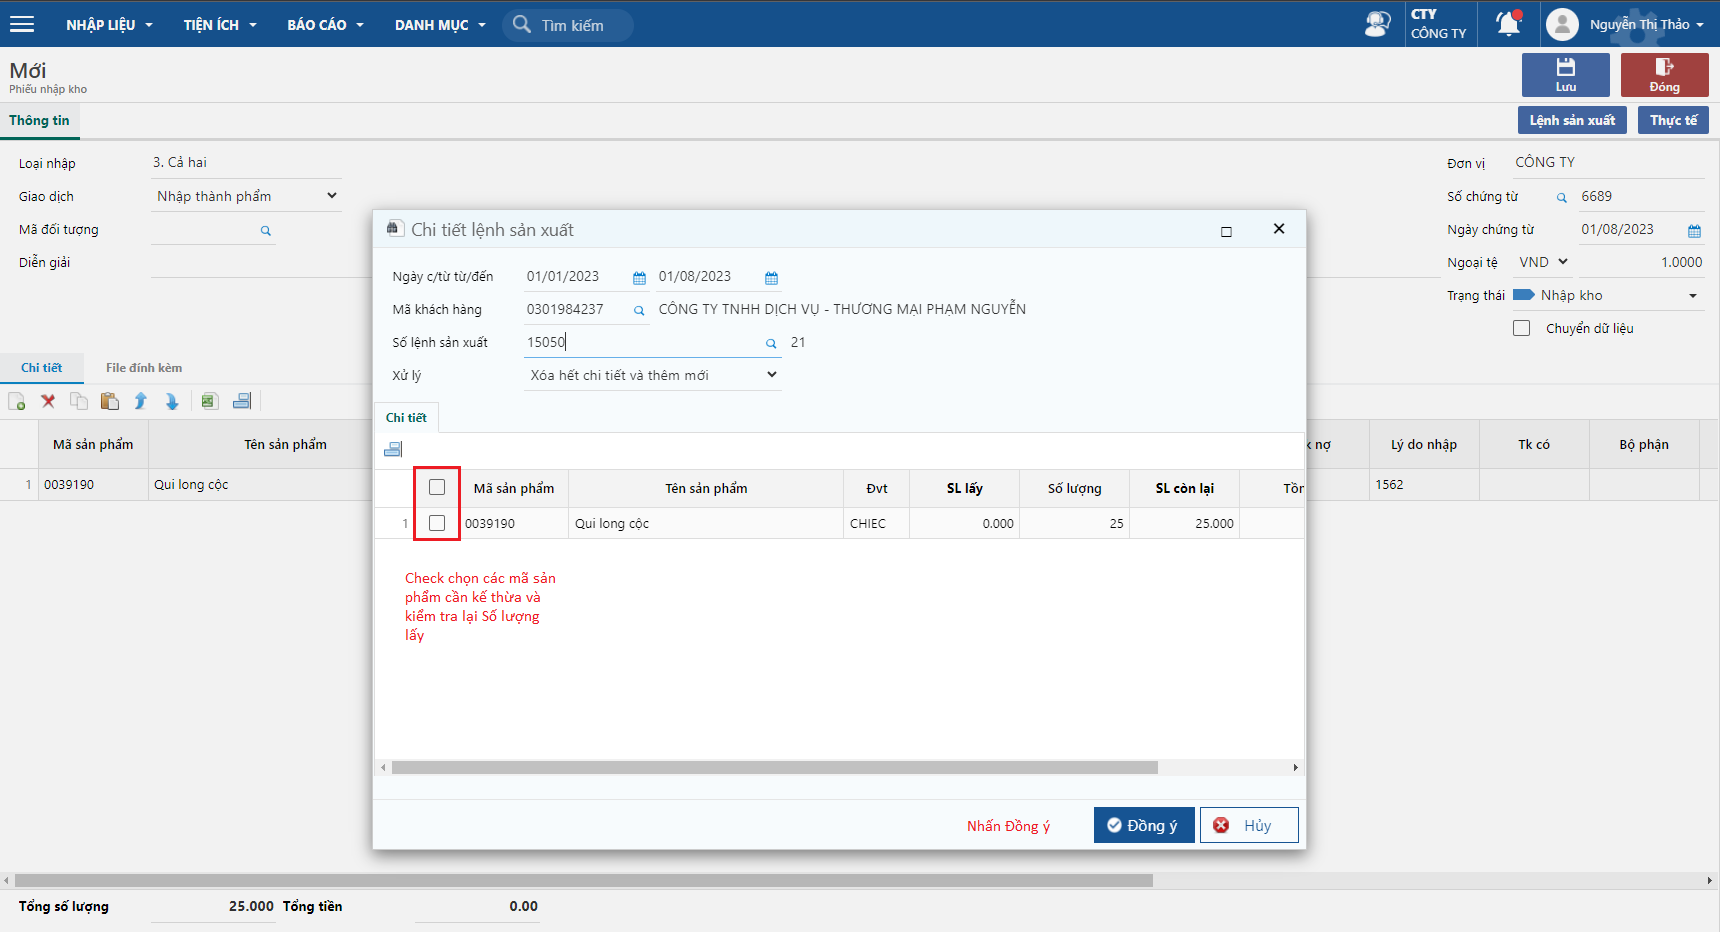 NHẬP LIỆU TIỆN ÍCH BÁO CÁO DANH MỤC Tìm kiếm CTY CÔNG TY Nguyễn Thị Thảo
Mới
Phiếu nhập kho
Lưu Đóng
Thông tin Lệnh sản xuất Thực tế
Loại nhập 3. Cả hai Đơn vị CÔNG TY
Giao dịch Nhập thành phẩm Số chứng từ 6689
Mã đối tượng Ngày chứng từ 01/08/2023
Diễn giải Ngoại tệ VND 1.0000
Trạng thái Nhập kho
Chuyển dữ liệu
Chi tiết lệnh sản xuất
Ngày c/từ từ/đến 01/01/2023 01/08/2023
Mã khách hàng 0301984237 CÔNG TY TNHH DỊCH VỤ - THƯƠNG MẠI PHẠM NGUYỄN
Số lệnh sản xuất 15050 21
Xử lý Xóa hết chi tiết và thêm mới
Chi tiết
Mã sản phẩm Tên sản phẩm Đvt SL lấy Số lượng SL còn lại Tồn
1 0039190 Qui long cộc CHIEC 0.000 25 25.000
Check chọn các mã sản
phẩm cần kế thừa và
kiểm tra lại Số lượng
lấy
Nhấn Đồng ý Đồng ý Hủy
Chi tiết File đính kèm
Mã sản phẩm Tên sản phẩm nợ Lý do nhập Tk có Bộ phận
1 0039190 Qui long cộc 1562
Tổng số lượng 25.000 Tổng tiền 0.00